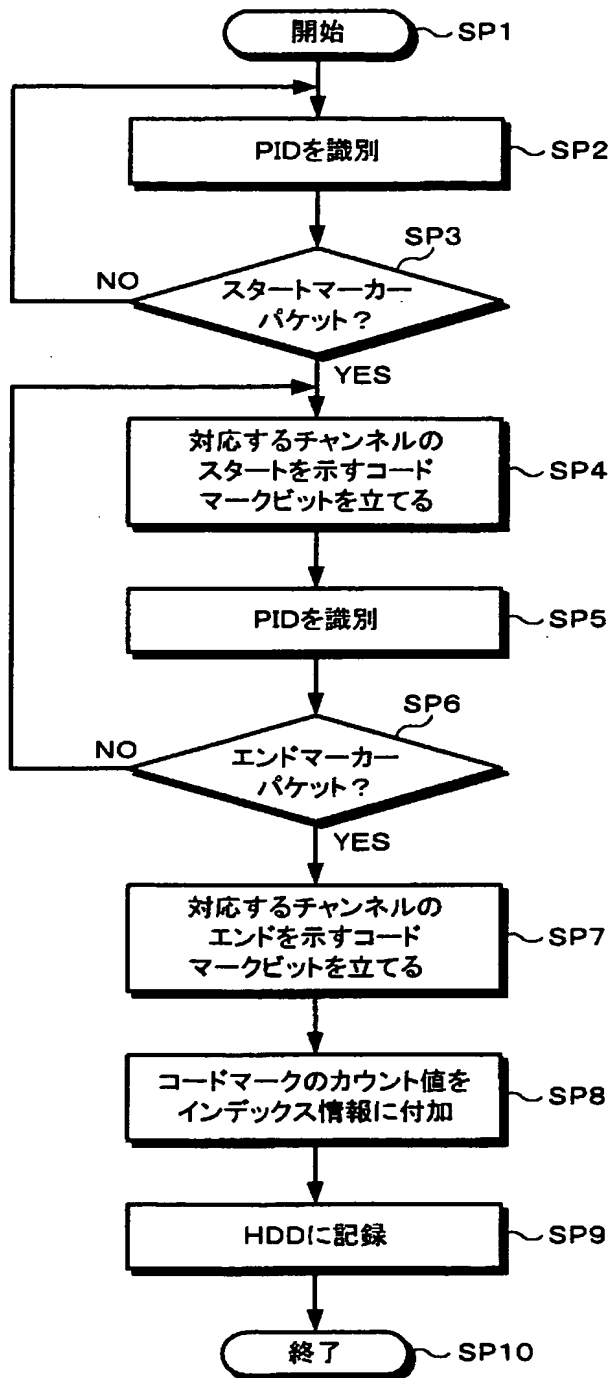 開始
SP1
PIDを識別
SP2
SP3
NO
スタートマーカー
パケット?
YES
対応するチャンネルの
スタートを示すコード
マークビットを立てる
SP4
PIDを識別
SP5
SP6
NO
エンドマーカー
パケット?
YES
対応するチャンネルの
エンドを示すコード
マークビットを立てる
SP7
コードマークのカウント値を
インデックス情報に付加
SP8
HDDに記録
SP9
終了
SP10